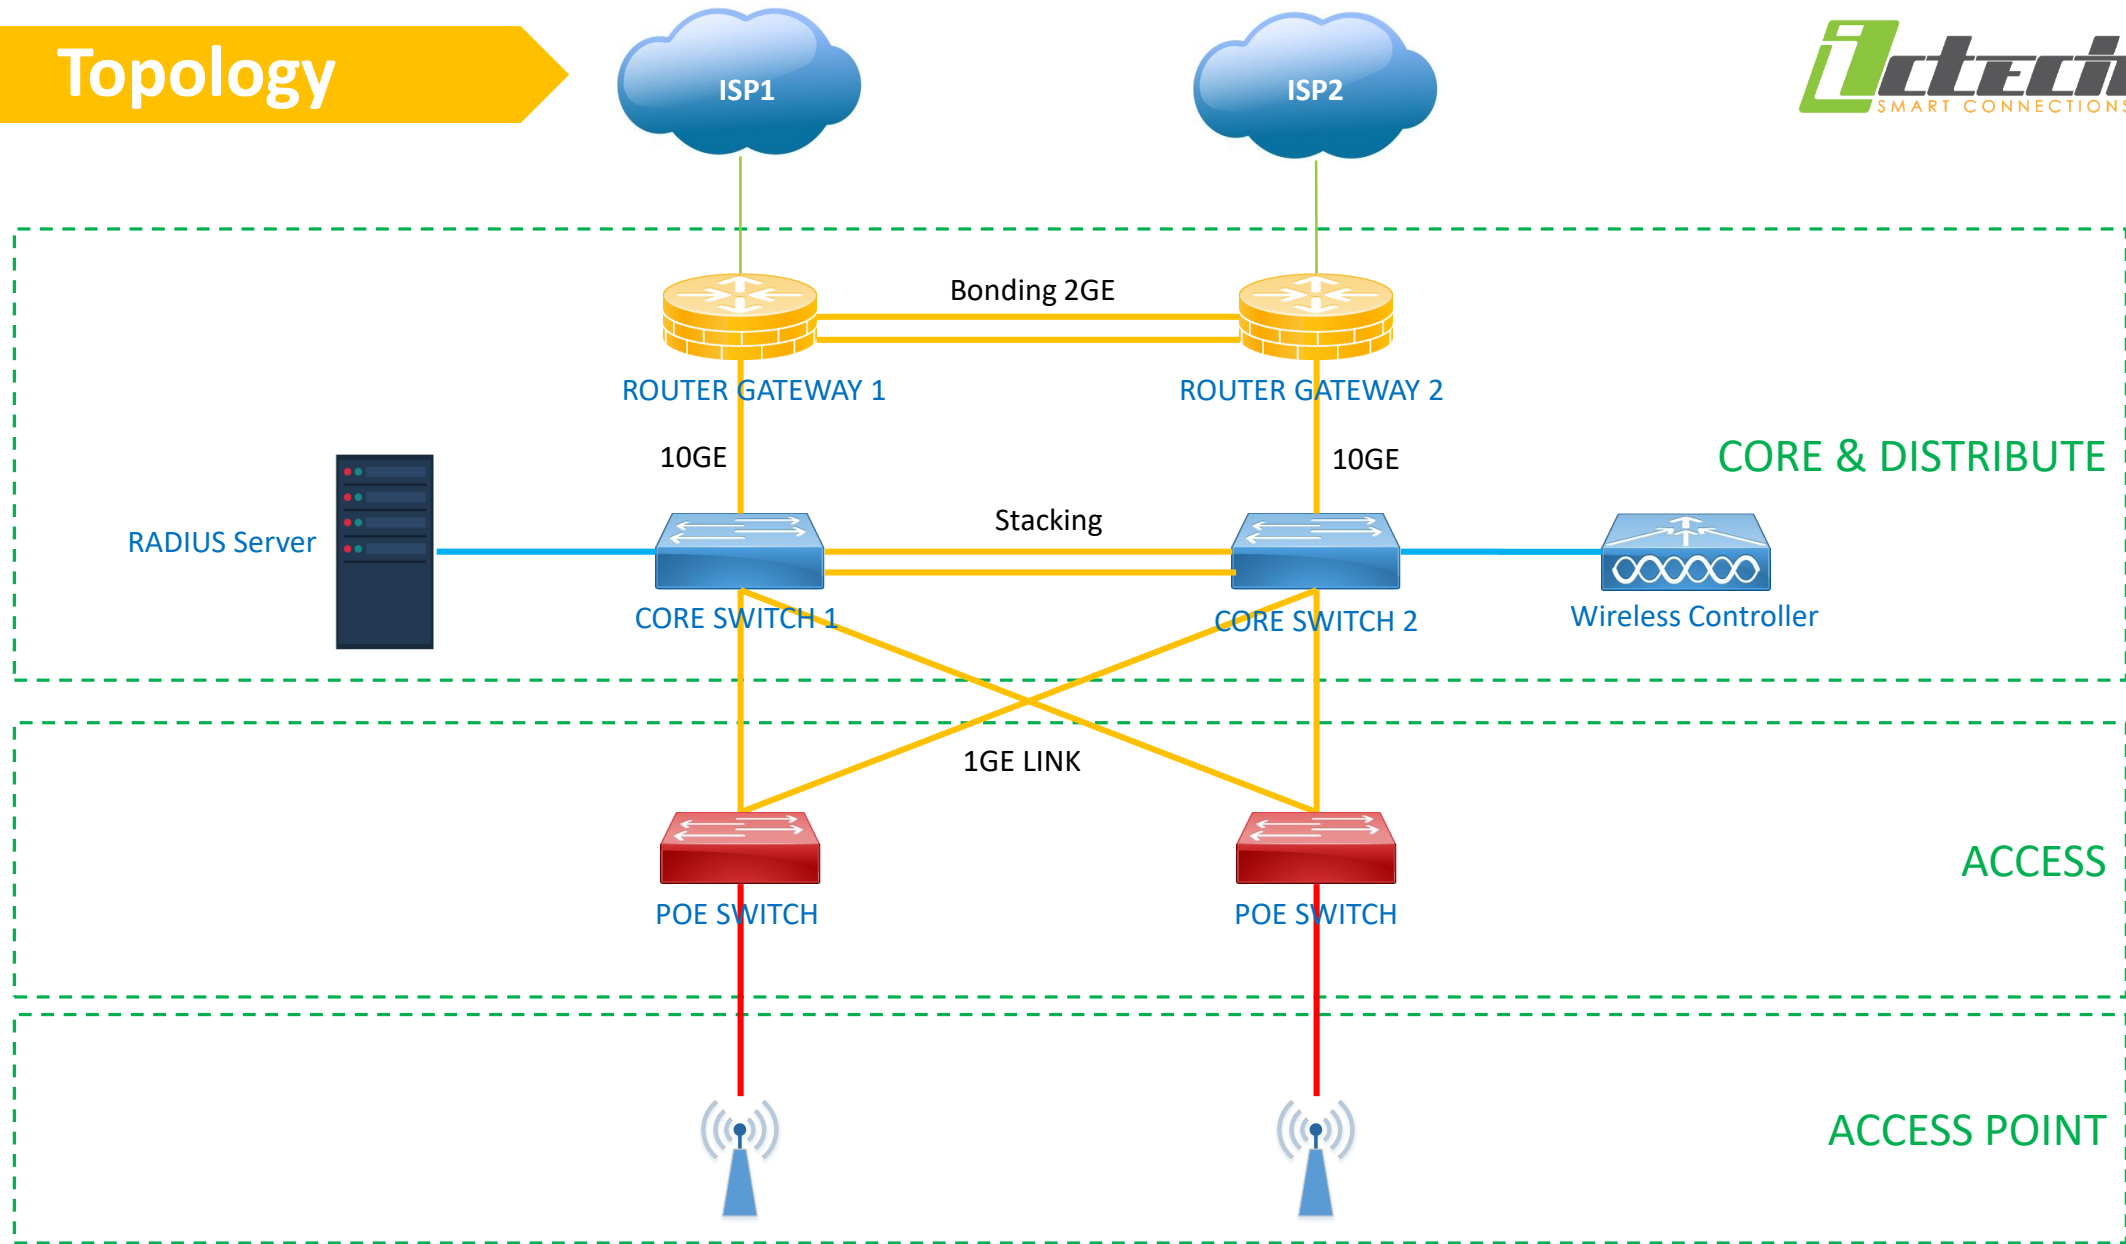 Topology
ISP1
ISP2
ictech
SMART CONNECTIONS
Bonding 2GE
ROUTER GATEWAY 1
ROUTER GATEWAY 2
10GE
10GE
CORE & DISTRIBUTE
Stacking
RADIUS Server
CORE SWITCH 1
CORE SWITCH 2
Wireless Controller
1GE LINK
ACCESS
POE SWITCH
POE SWITCH
ACCESS POINT